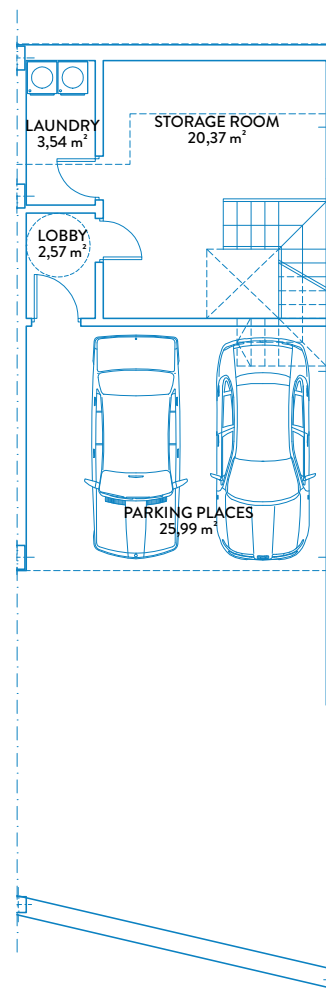 LAUNDRY
3,54 m²
STORAGE ROOM
20,37 m²
LOBBY
2,57 m²
PARKING PLACES
25,99 m²